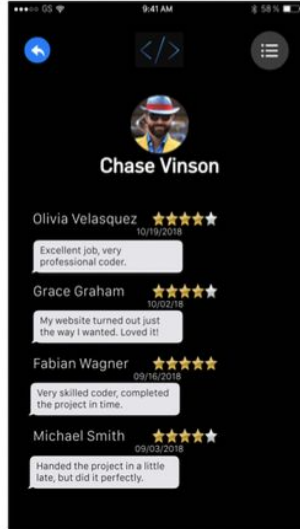 GS 9:41 AM 58 %
</>
Chase Vinson
Olivia Velasquez
10/19/2018
Excellent job, very
professional coder.
Grace Graham
10/02/18
My website turned out just
the way I wanted. Loved it!
Fabian Wagner
09/16/2018
Very skilled coder, completed
the project in time.
Michael Smith
09/03/2018
Handed the project in a little
late, but did it perfectly.